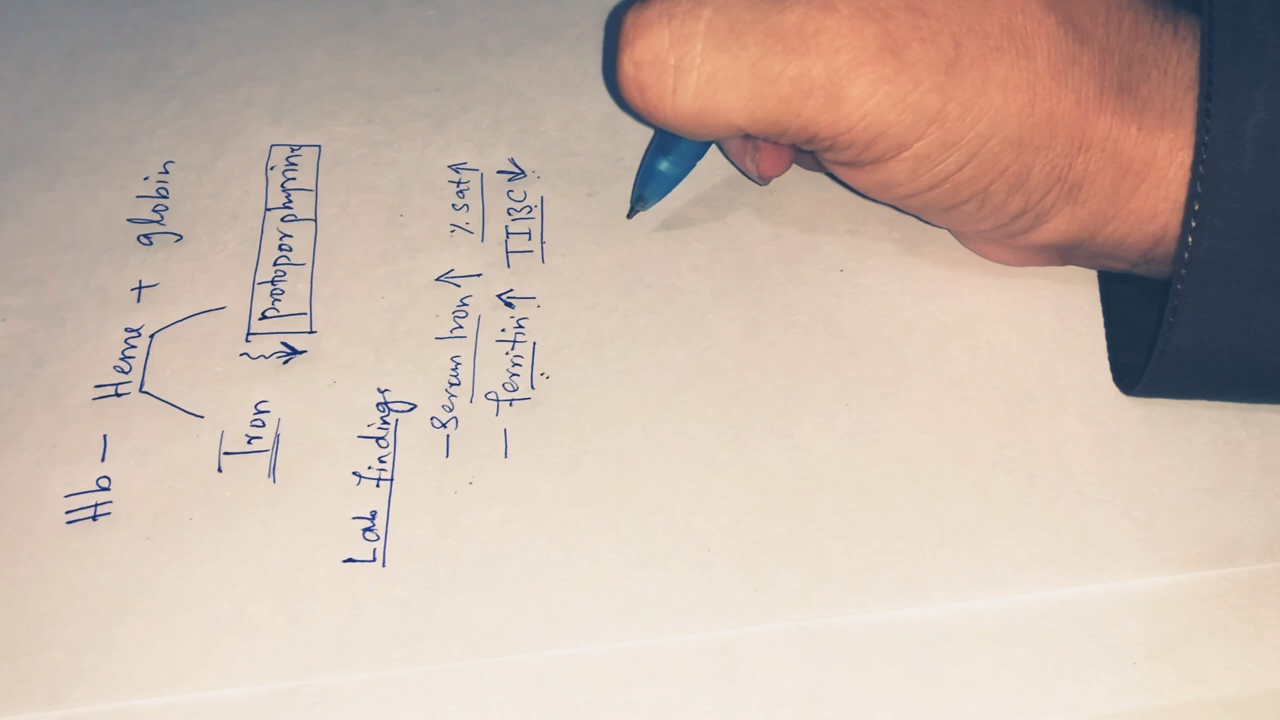 Hb - Heme + globin
Iron { protoporphyrin ↓
Lab findings
- Serum Iron ↑ % sat ↑
- ferritin ↑ TIBC ↓